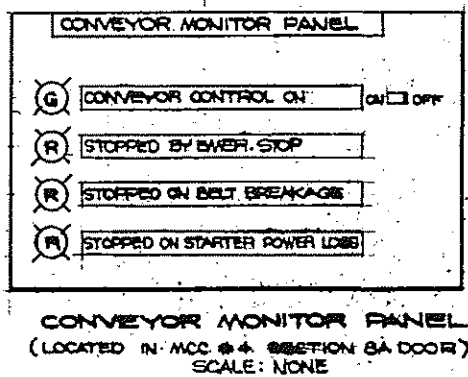 CONVEYOR MONITOR PANEL
G CONVEYOR CONTROL ON ON OFF
R STOPPED BY EMER. STOP
R STOPPED ON BELT BREAKAGE
R STOPPED ON STARTER POWER LOSS
CONVEYOR MONITOR PANEL
(LOCATED IN MCC #4 SECTION 8A DOOR)
SCALE: NONE